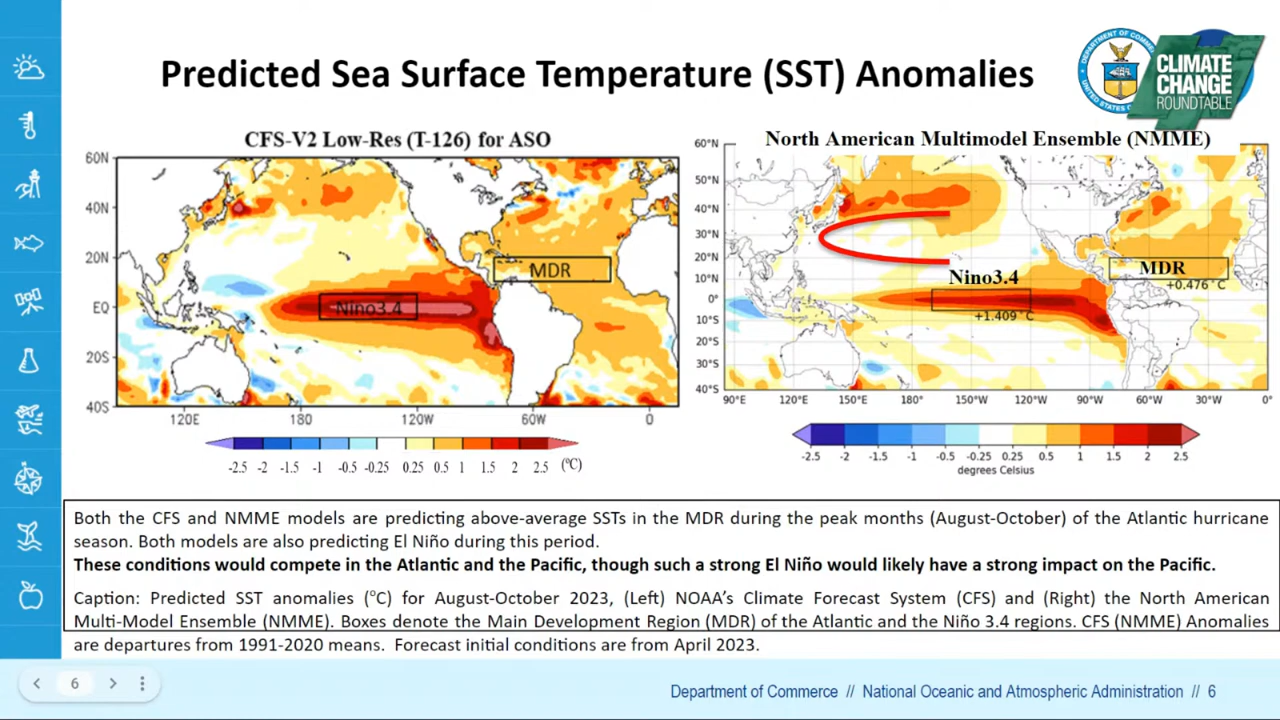 Predicted Sea Surface Temperature (SST) Anomalies
DEPARTMENT OF COMME
UNITED STATES O
CLIMATE
CHANGE
ROUNDTABLE
CFS-V2 Low-Res (T-126) for ASO
60N
40N
20N
EQ
20S
40S
MDR
Nino3.4
120E
180
120W
60W
0
-2.5 -2 -1.5 -1 -0.5 -0.25 0.25 0.5 1 1.5 2 2.5 (°C)
North American Multimodel Ensemble (NMME)
60°N
50°N
40°N
30°N
20°N
10°N
0°
10°S
20°S
30°S
40°S
Nino3.4
+1.409 °C
MDR
+0.476 °C
90°E 120°E 150°E 180° 150°W 120°W 90°W 60°W 30°W 0°
-2.5 -2 -1.5 -1 -0.5 -0.25 0.25 0.5 1 1.5 2 2.5
degrees Celsius
Both the CFS and NMME models are predicting above-average SSTs in the MDR during the peak months (August-October) of the Atlantic hurricane
season. Both models are also predicting El Niño during this period.
These conditions would compete in the Atlantic and the Pacific, though such a strong El Niño would likely have a strong impact on the Pacific.
Caption: Predicted SST anomalies (°C) for August-October 2023, (Left) NOAA's Climate Forecast System (CFS) and (Right) the North American
Multi-Model Ensemble (NMME). Boxes denote the Main Development Region (MDR) of the Atlantic and the Niño 3.4 regions. CFS (NMME) Anomalies
are departures from 1991-2020 means. Forecast initial conditions are from April 2023.
6
Department of Commerce // National Oceanic and Atmospheric Administration // 6